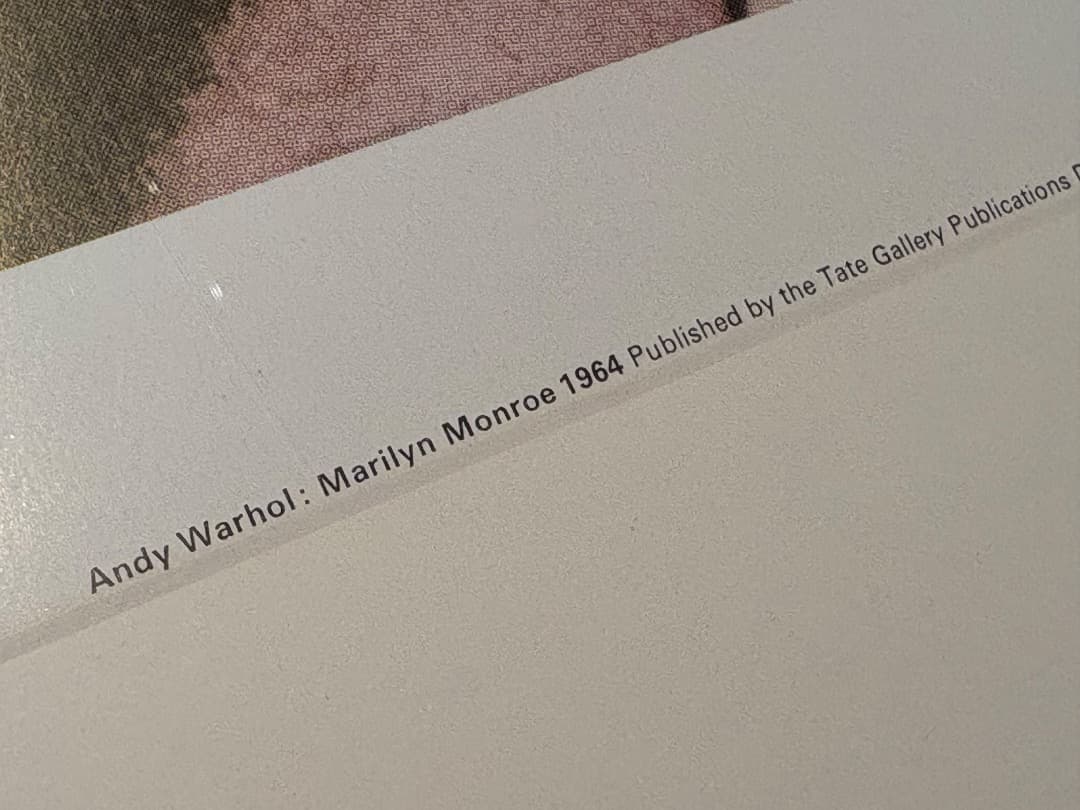 Andy Warhol: Marilyn Monroe 1964 Published by the Tate Gallery Publications